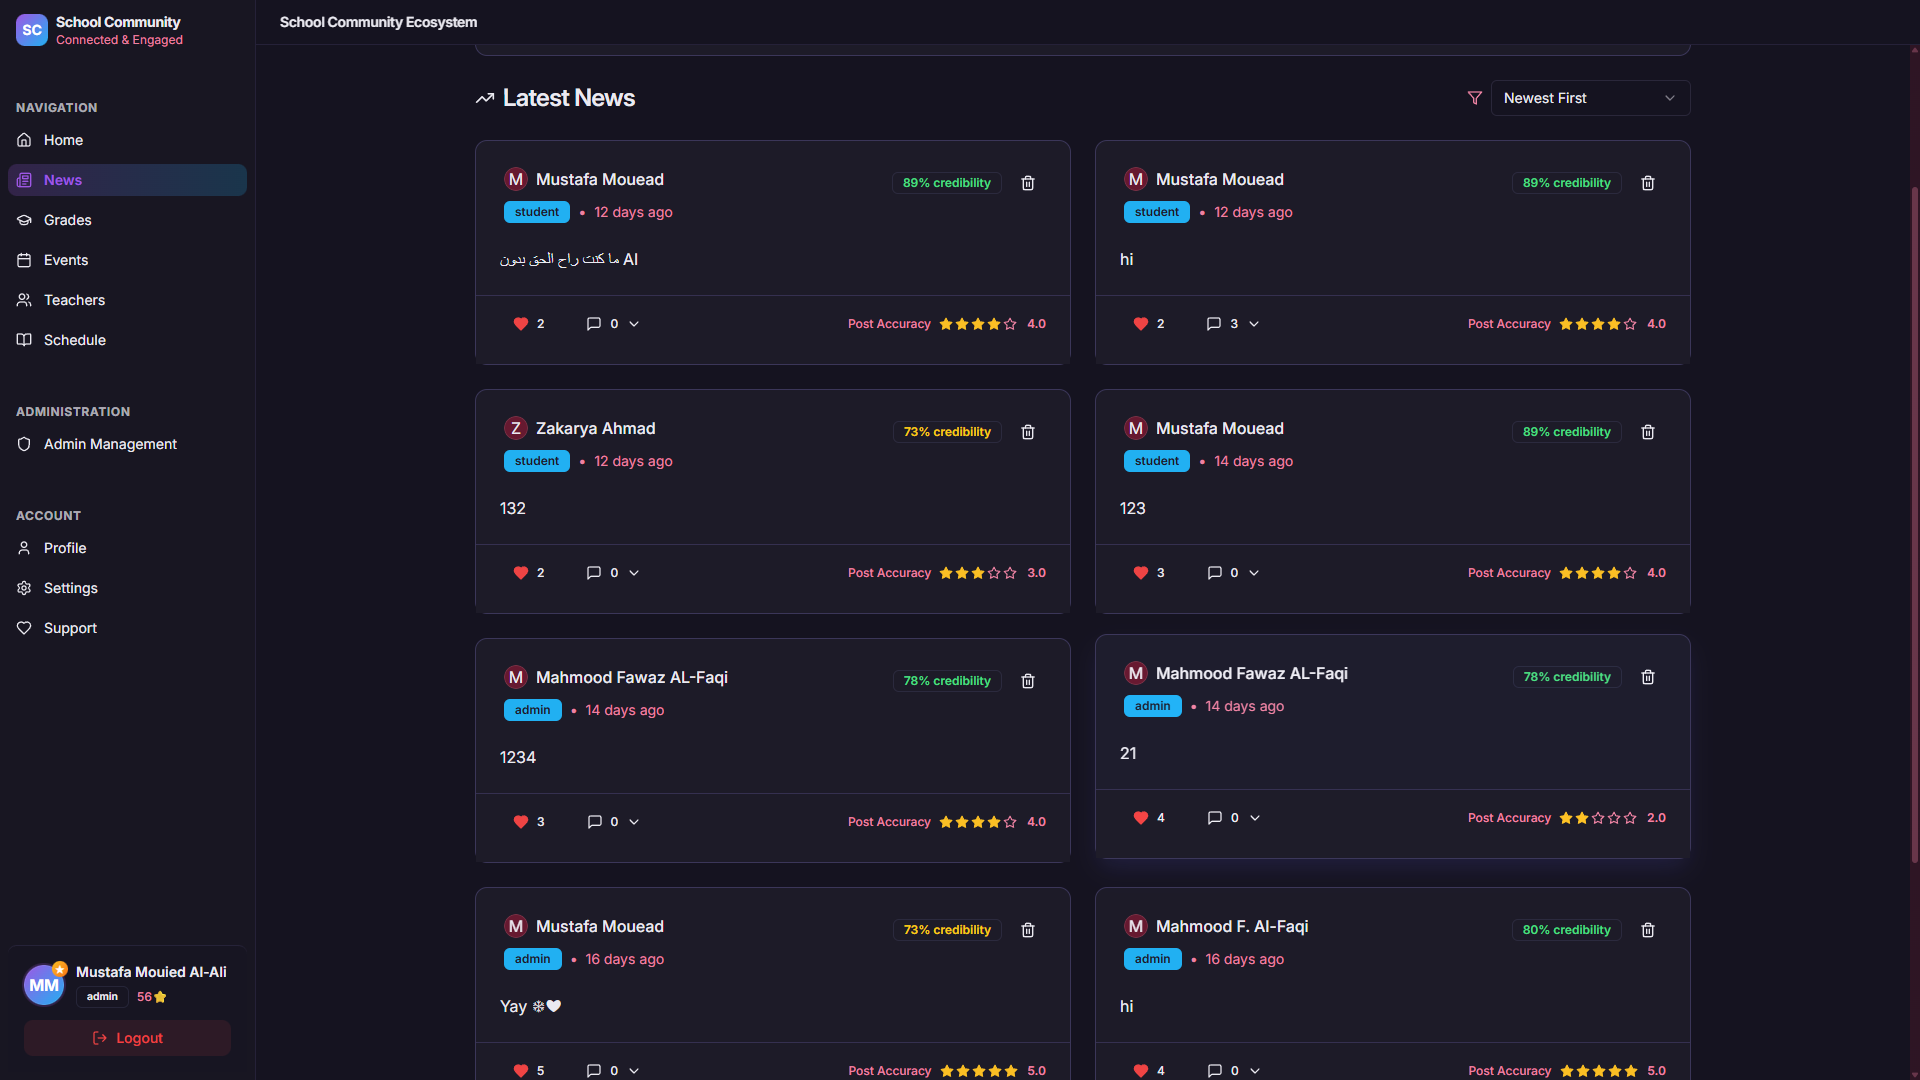 SC
School Community
Connected & Engaged
NAVIGATION
Home
News
Grades
Events
Teachers
Schedule
ADMINISTRATION
Admin Management
ACCOUNT
Profile
Settings
Support
MM
Mustafa Mouied Al-Ali
admin
56
Logout
School Community Ecosystem
Latest News
Newest First
M
Mustafa Mouead
89% credibility
student • 12 days ago
ما كنت راح الحق بدون AI
2
0
Post Accuracy
4.0
M
Mustafa Mouead
89% credibility
student • 12 days ago
hi
2
3
Post Accuracy
4.0
Z
Zakarya Ahmad
73% credibility
student • 12 days ago
132
2
0
Post Accuracy
3.0
M
Mustafa Mouead
89% credibility
student • 14 days ago
123
3
0
Post Accuracy
4.0
M
Mahmood Fawaz AL-Faqi
78% credibility
admin • 14 days ago
1234
3
0
Post Accuracy
4.0
M
Mahmood Fawaz AL-Faqi
78% credibility
admin • 14 days ago
21
4
0
Post Accuracy
2.0
M
Mustafa Mouead
73% credibility
admin • 16 days ago
Yay ❄🤍
5
0
Post Accuracy
5.0
M
Mahmood F. Al-Faqi
80% credibility
admin • 16 days ago
hi
4
0
Post Accuracy
5.0